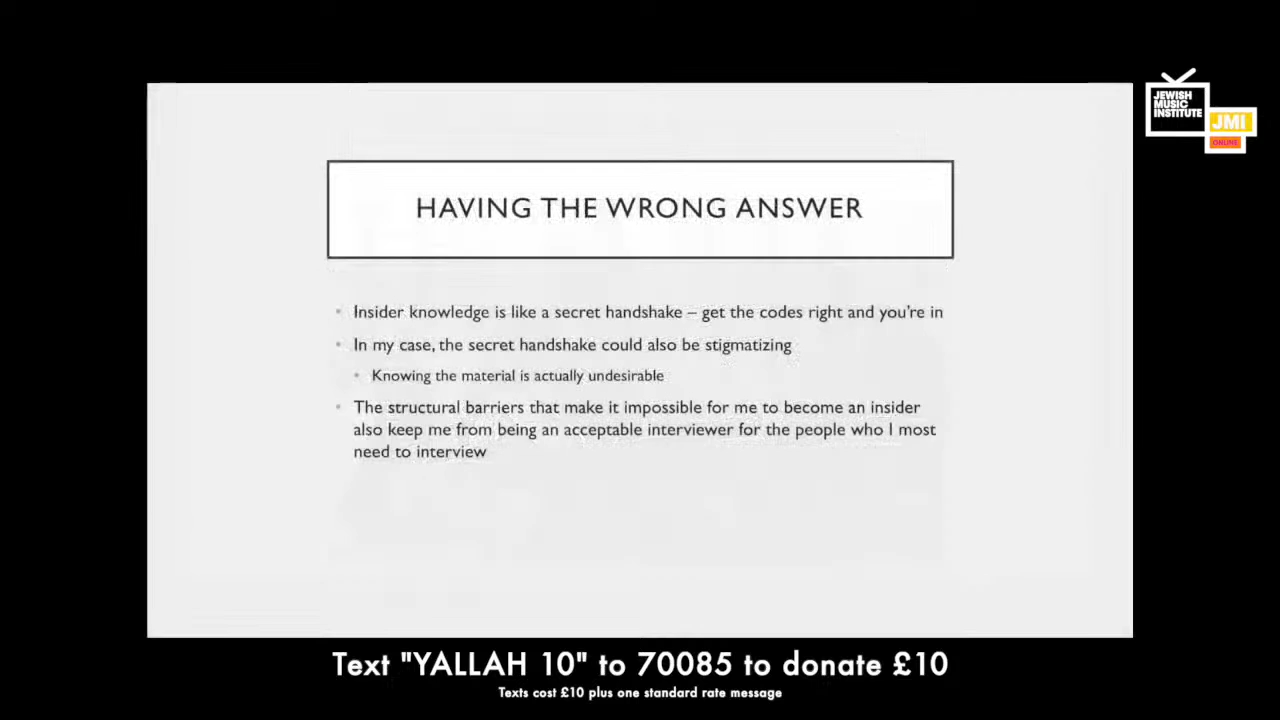 JEWISH
MUSIC
INSTITUTE
JMI
ONLINE
HAVING THE WRONG ANSWER
• Insider knowledge is like a secret handshake – get the codes right and you're in
• In my case, the secret handshake could also be stigmatizing
• Knowing the material is actually undesirable
• The structural barriers that make it impossible for me to become an insider
also keep me from being an acceptable interviewer for the people who I most
need to interview
Text "YALLAH 10" to 70085 to donate £10
Texts cost £10 plus one standard rate message